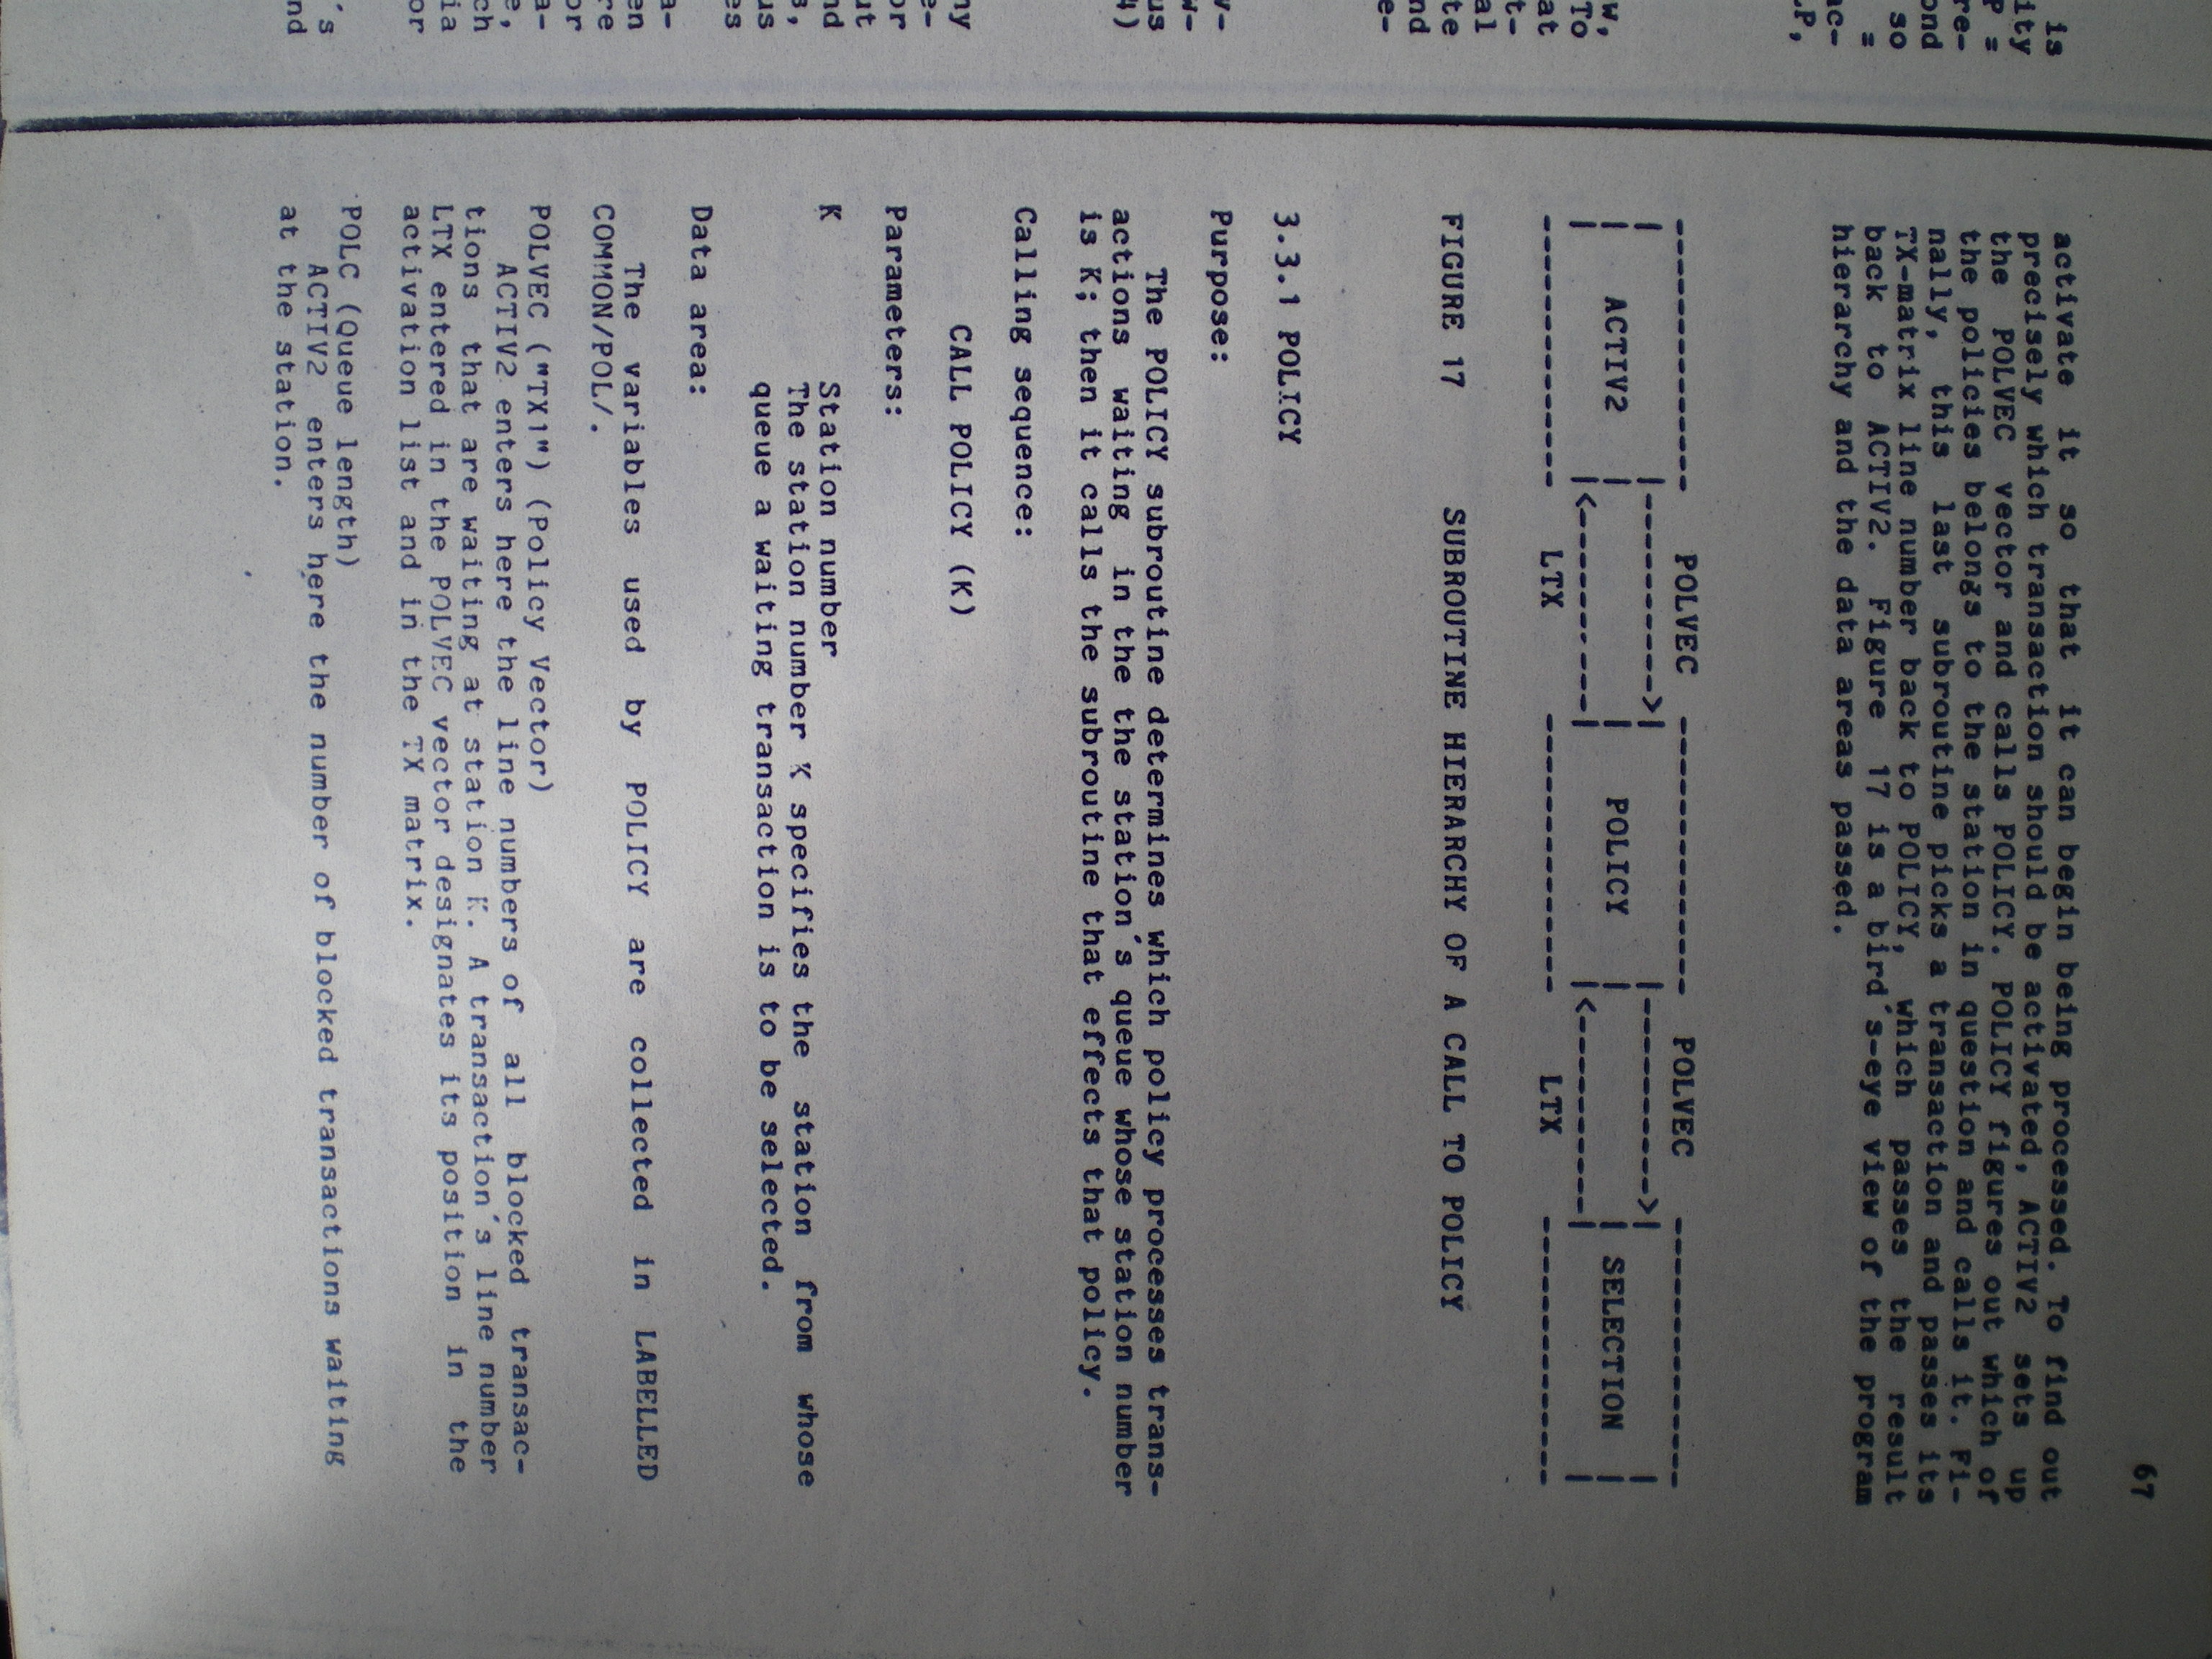 67
activate it so that it can begin being processed. To find out
precisely which transaction should be activated, ACTIV2 sets up
the POLVEC vector and calls POLICY. POLICY figures out which of
the policies belongs to the station in question and calls it. Fi-
nally, this last subroutine picks a transaction and passes its
TX-matrix line number back to POLICY, which passes the result
back to ACTIV2. Figure 17 is a bird´s-eye view of the program
hierarchy and the data areas passed.
------------- POLVEC ------------- POLVEC -------------
| |--------->| |--------->| |
| ACTIV2 | | POLICY | | SELECTION |
| |<---------| |<---------| |
------------- LTX ------------- LTX -------------
FIGURE 17 SUBROUTINE HIERARCHY OF A CALL TO POLICY
3.3.1 POLICY
Purpose:
The POLICY subroutine determines which policy processes trans-
actions waiting in the the station´s queue whose station number
is K; then it calls the subroutine that effects that policy.
Calling sequence:
CALL POLICY (K)
Parameters:
K Station number
The station number K specifies the station from whose
queue a waiting transaction is to be selected.
Data area:
The variables used by POLICY are collected in LABELLED
COMMON/POL/.
POLVEC ("TX1") (Policy Vector)
ACTIV2 enters here the line numbers of all blocked transac-
tions that are waiting at station K. A transaction´s line number
LTX entered in the POLVEC vector designates its position in the
activation list and in the TX matrix.
POLC (Queue length)
ACTIV2 enters here the number of blocked transactions waiting
at the station.